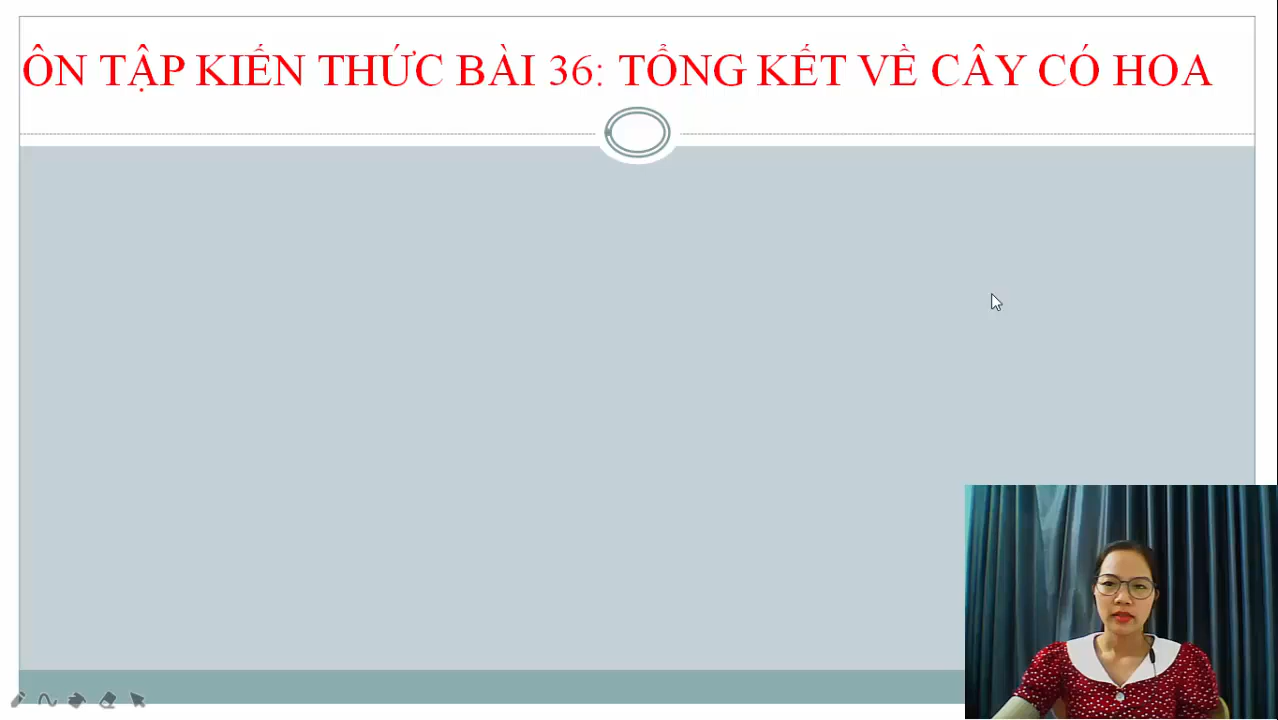 ÔN TẬP KIẾN THỨC BÀI 36: TỔNG KẾT VỀ CÂY CÓ HOA